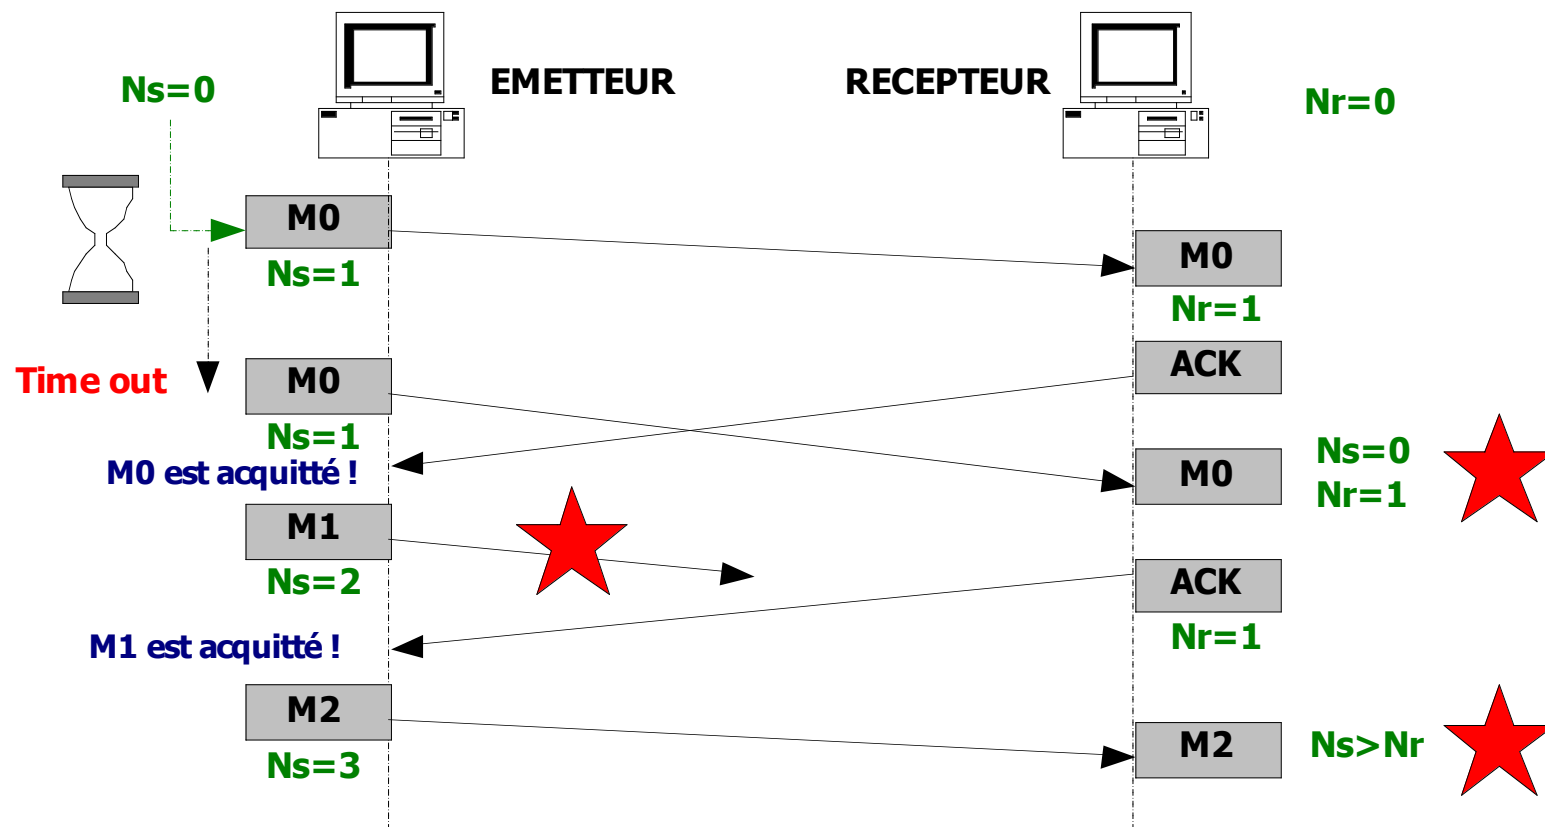 EMETTEUR
RECEPTEUR
Ns=0
Nr=0
M0
Ns=1
M0
Nr=1
ACK
Time out
M0
Ns=1
M0 est acquitté !
Ns=0
M0
Nr=1
M1
Ns=2
ACK
Nr=1
M1 est acquitté !
M2
Ns=3
M2
Ns>Nr